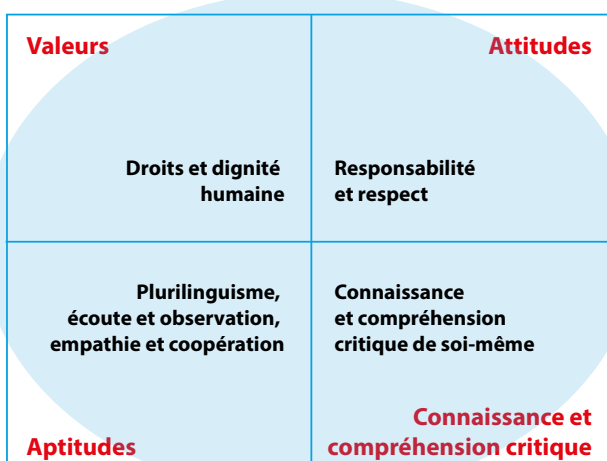 Valeurs
Attitudes
Droits et dignité
humaine
Responsabilité
et respect
Plurilinguisme,
écoute et observation,
empathie et coopération
Connaissance
et compréhension
critique de soi-même
Aptitudes
Connaissance et
compréhension critique